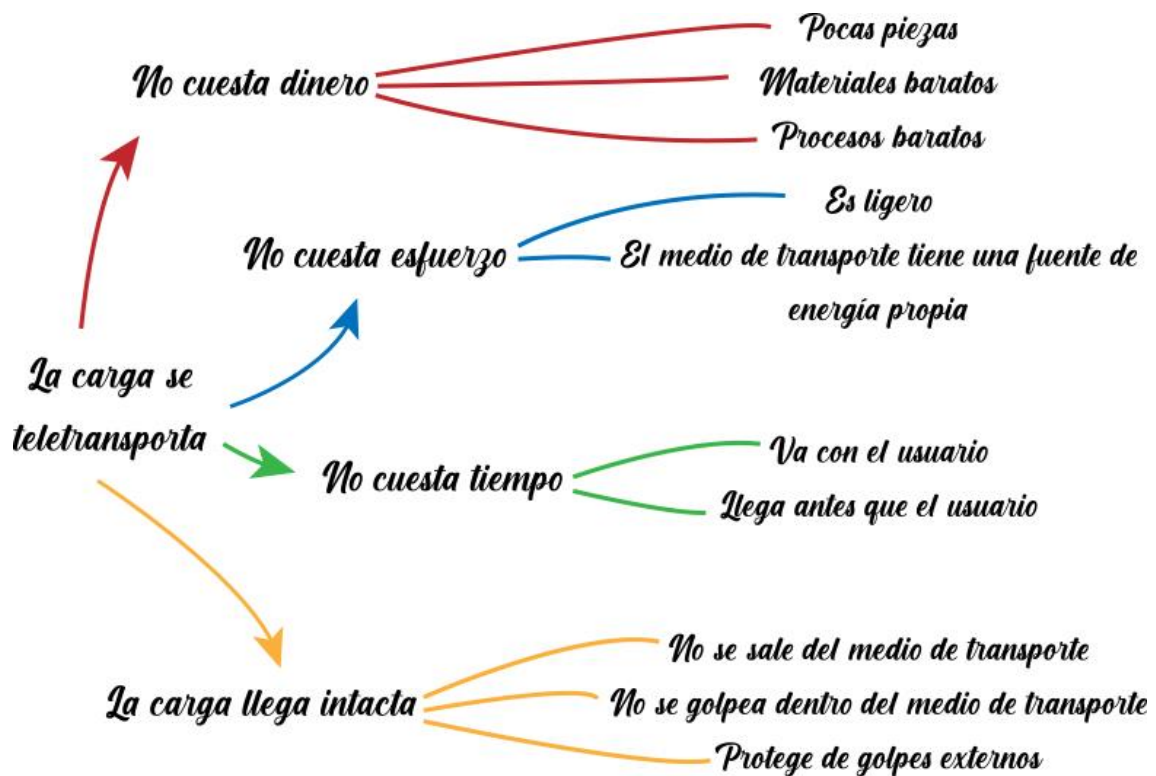 No cuesta dinero
Pocas piezas
Materiales baratos
Procesos baratos
No cuesta esfuerzo
Es ligero
El medio de transporte tiene una fuente de
energía propia
La carga se
teletransporta
No cuesta tiempo
Va con el usuario
Llega antes que el usuario
La carga llega intacta
No se sale del medio de transporte
No se golpea dentro del medio de transporte
Protege de golpes externos